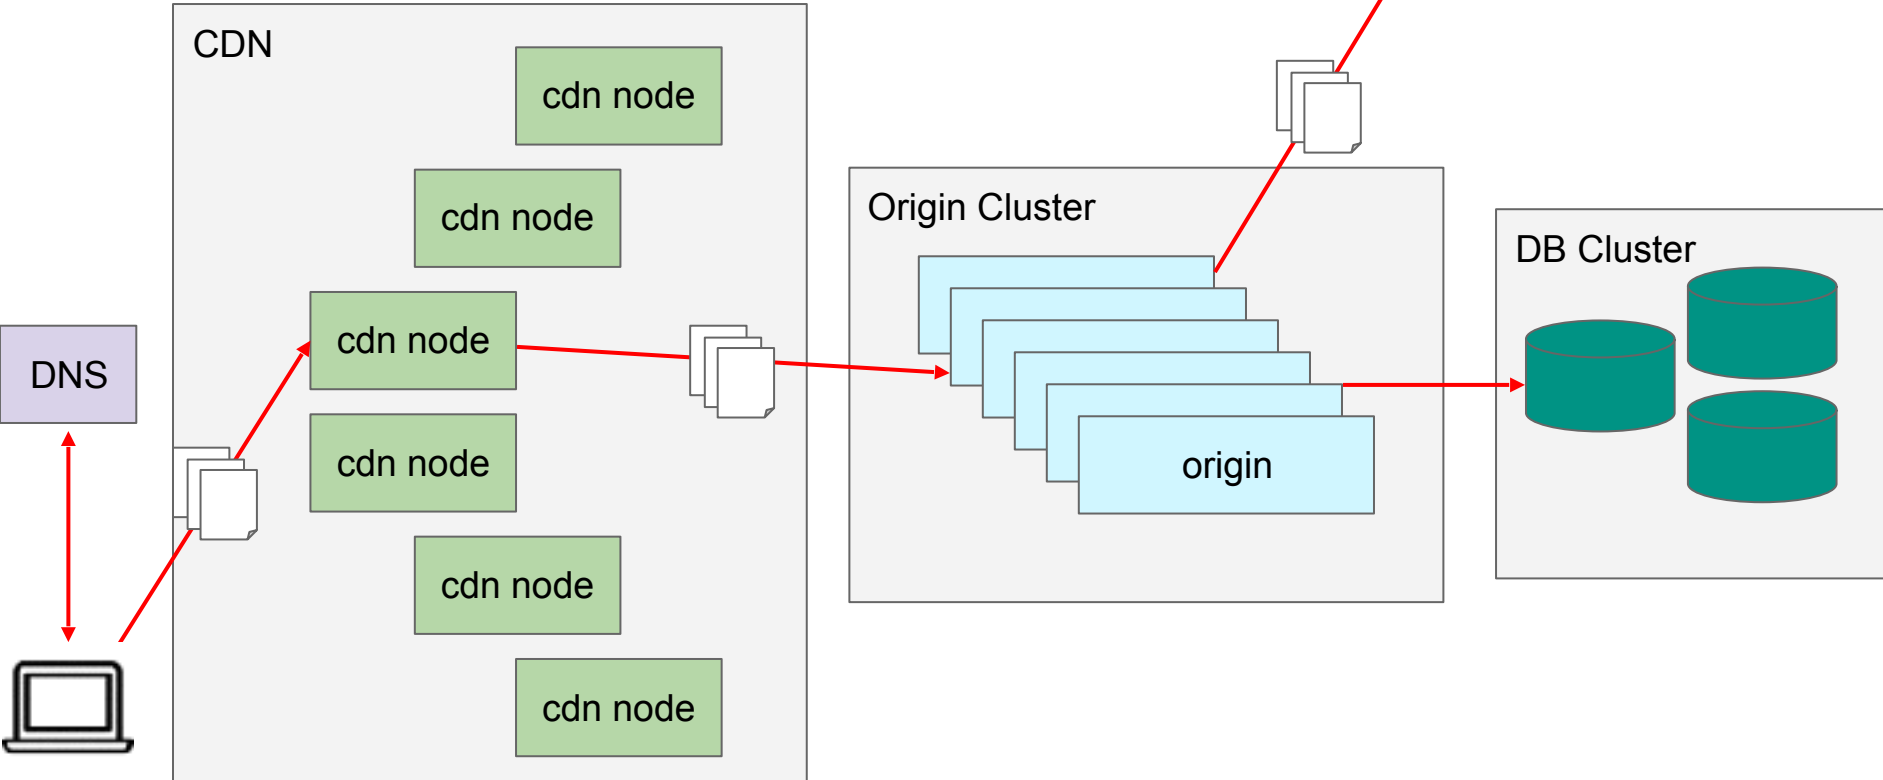 CDN
cdn node
cdn node
Origin Cluster
DB Cluster
cdn node
DNS
cdn node
origin
cdn node
cdn node